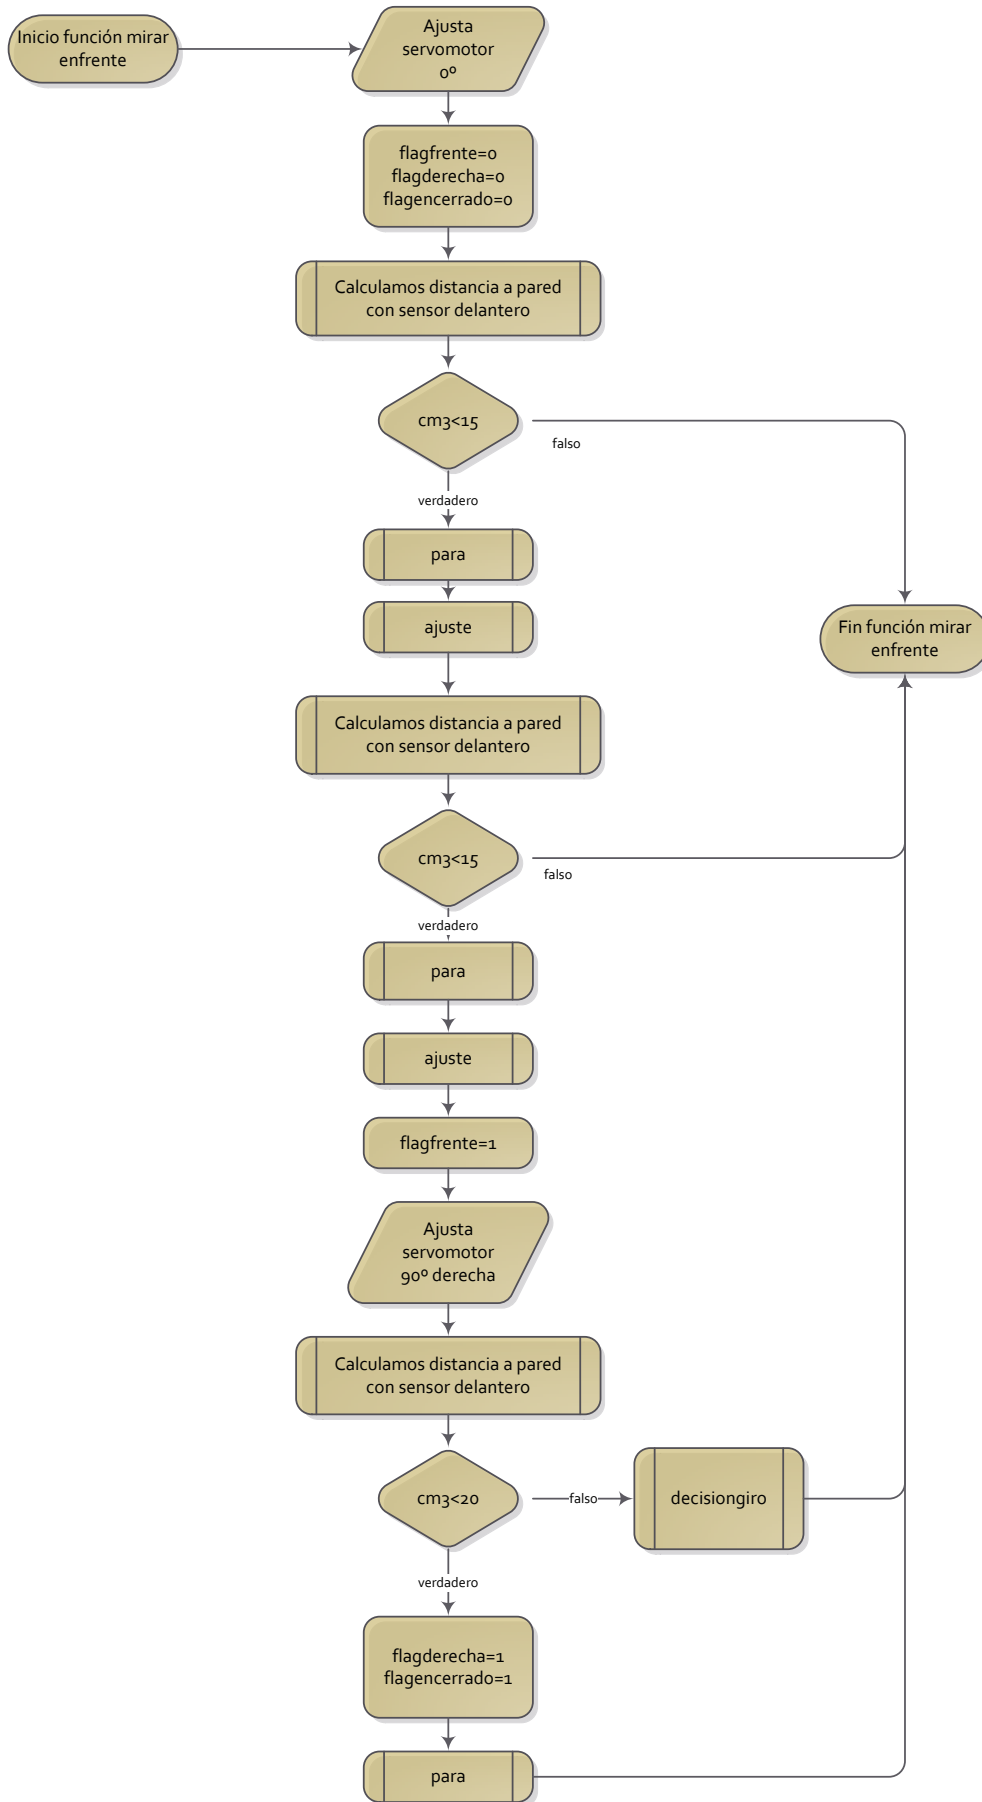 Inicio función mirar
enfrente
Ajusta
servomotor
0º
flagfrente=0
flagderecha=0
flagencerrado=0
Calculamos distancia a pared
con sensor delantero
cm3<15
falso
verdadero
para
ajuste
Fin función mirar
enfrente
Calculamos distancia a pared
con sensor delantero
cm3<15
falso
verdadero
para
ajuste
flagfrente=1
Ajusta
servomotor
90º derecha
Calculamos distancia a pared
con sensor delantero
cm3<20
falso
decisiongiro
verdadero
flagderecha=1
flagencerrado=1
para